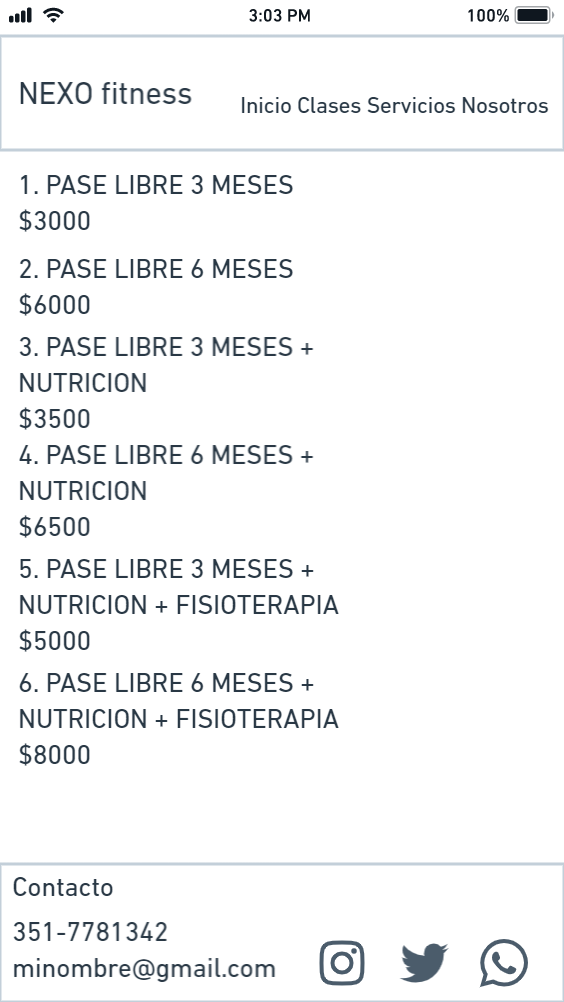 3:03 PM
100%
NEXO fitness
Inicio Clases Servicios Nosotros
1. PASE LIBRE 3 MESES
$3000
2. PASE LIBRE 6 MESES
$6000
3. PASE LIBRE 3 MESES +
NUTRICION
$3500
4. PASE LIBRE 6 MESES +
NUTRICION
$6500
5. PASE LIBRE 3 MESES +
NUTRICION + FISIOTERAPIA
$5000
6. PASE LIBRE 6 MESES +
NUTRICION + FISIOTERAPIA
$8000
Contacto
351-7781342
minombre@gmail.com